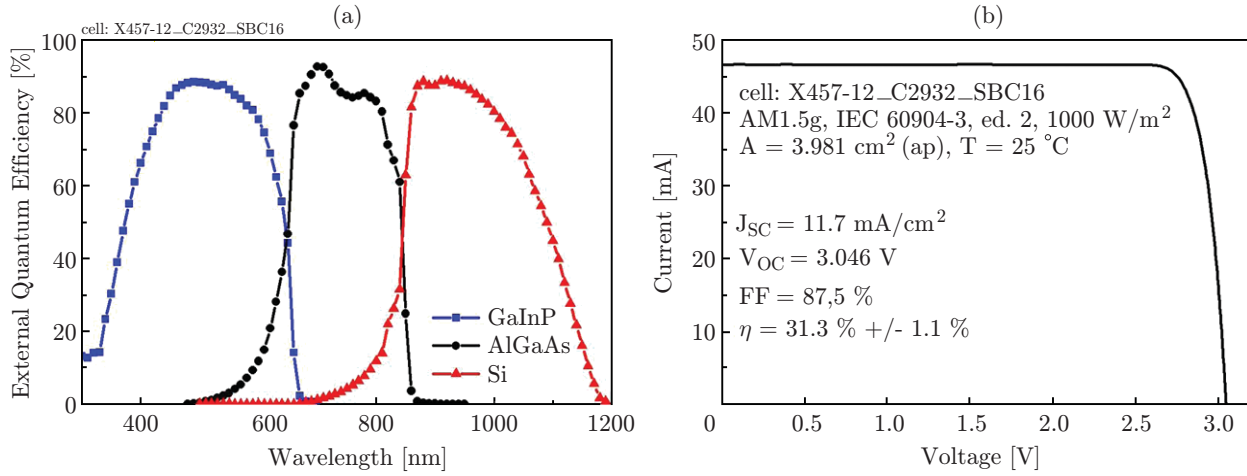 (a)
cell: X457-12_C2932_SBC16
External Quantum Efficiency [%]
100
80
60
40
20
0
GaInP
AlGaAs
Si
400
600
800
1000
1200
Wavelength [nm]
(b)
Current [mA]
50
40
30
20
10
0
cell: X457-12_C2932_SBC16
AM1.5g, IEC 60904-3, ed. 2, 1000 W/m²
A = 3.981 cm² (ap), T = 25 °C
J_SC = 11.7 mA/cm²
V_OC = 3.046 V
FF = 87,5 %
η = 31.3 % +/- 1.1 %
0.5
1.0
1.5
2.0
2.5
3.0
Voltage [V]